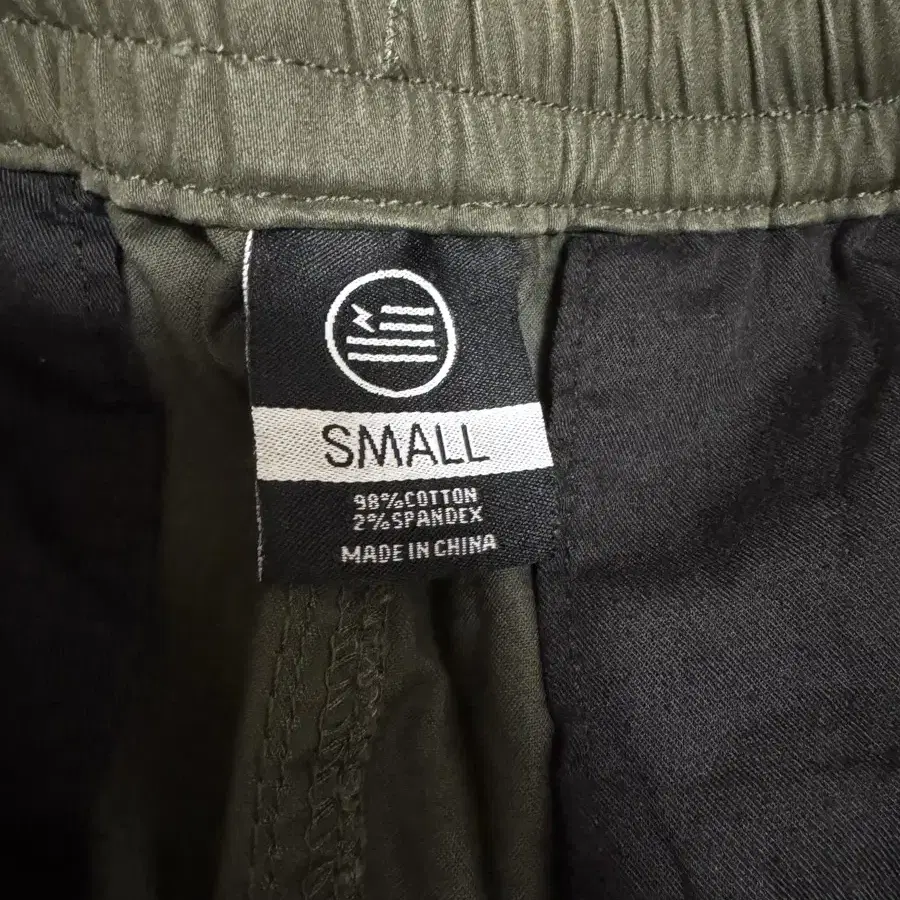 SMALL
98%COTTON
2%SPANDEX
MADE IN CHINA